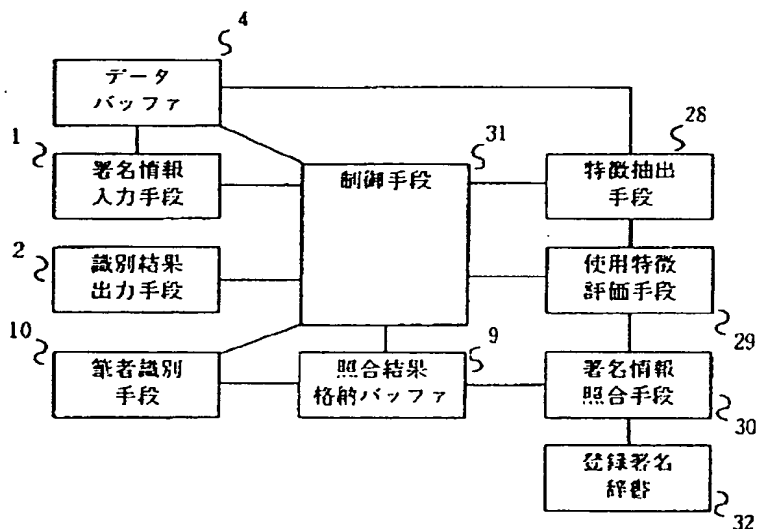 4
データ
バッファ
1
署名情報
入力手段
31
制御手段
28
特徴抽出
手段
2
識別結果
出力手段
使用特徴
評価手段
29
10
筆者識別
手段
9
照合結果
格納バッファ
署名情報
照合手段
30
登録署名
辞書
32